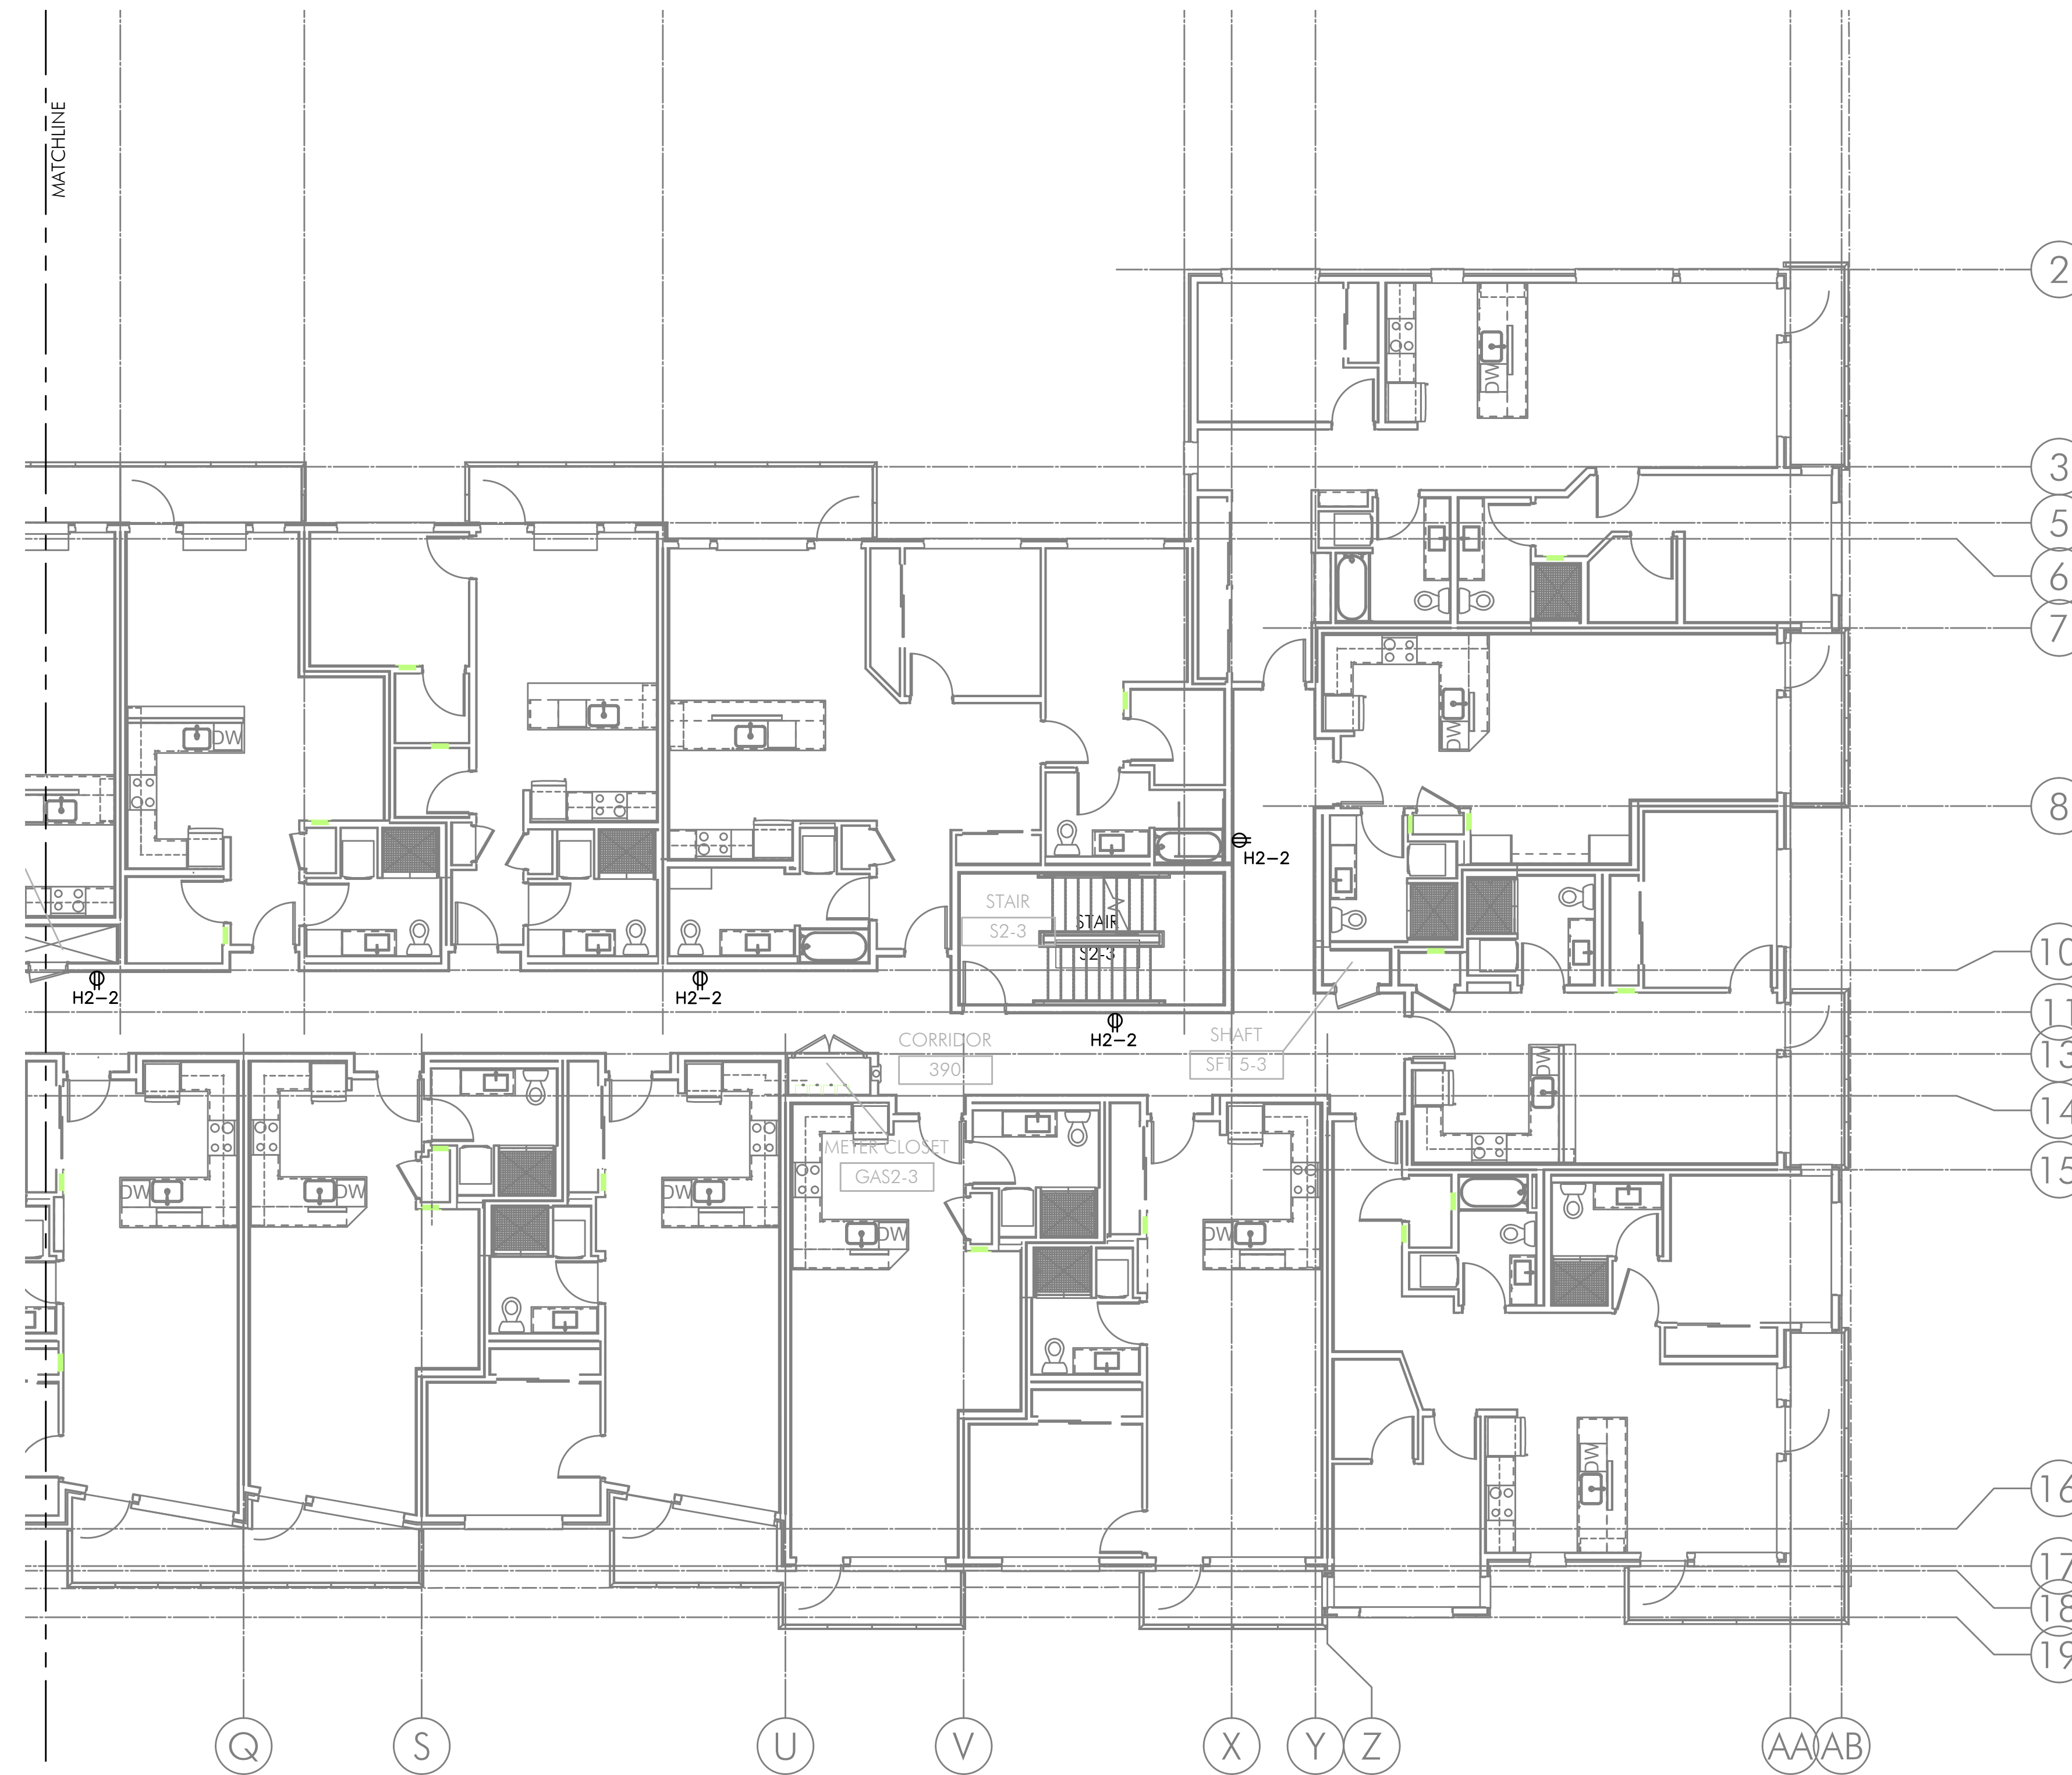 MATCHLINE
2
3
5
6
7
8
10
11
13
14
15
16
17
18
19
DW
DW
DW
DW
STAIR
S2-3
STAIR
S2-3
H2-2
H2-2
H2-2
H2-2
CORRIDOR
390
SHAFT
SFT 5-3
METER CLOSET
GAS2-3
DW
DW
DW
DW
DW
DW
DW
Q
S
U
V
X
Y
Z
AA
AB